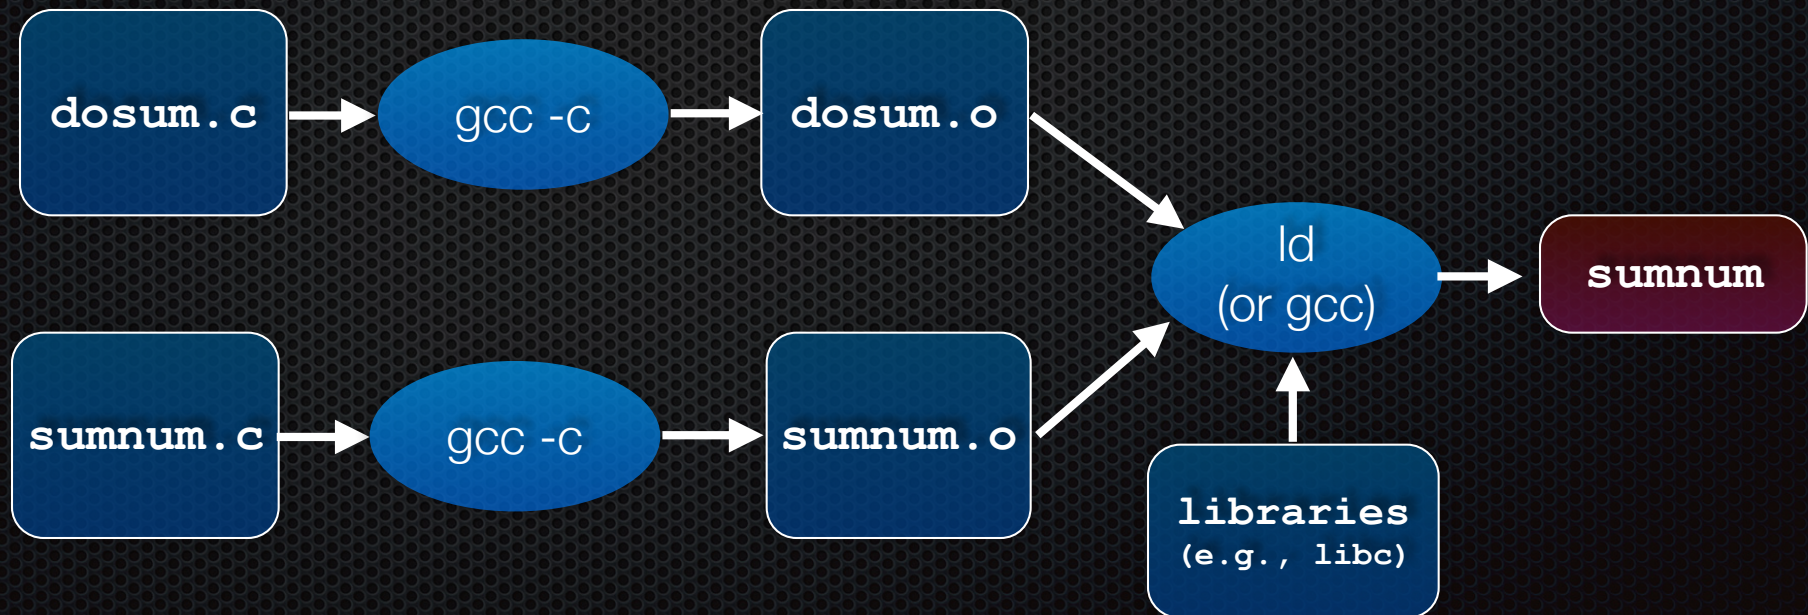 dosum.c
gcc -c
dosum.o
sumnum.c
gcc -c
sumnum.o
ld
(or gcc)
libraries
(e.g., libc)
sumnum